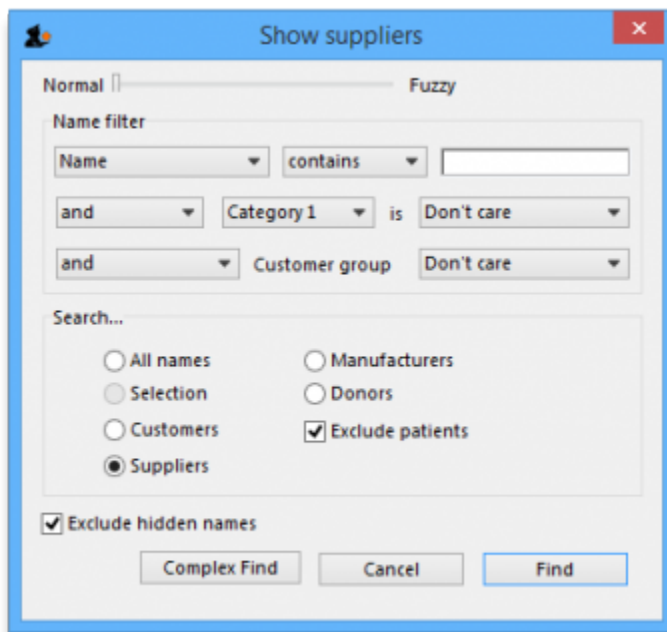 Show suppliers
Normal Fuzzy
Name filter
Name contains
and Category 1 is Don't care
and Customer group Don't care
Search...
All names Manufacturers
Selection Donors
Customers Exclude patients
Suppliers
Exclude hidden names
Complex Find Cancel Find